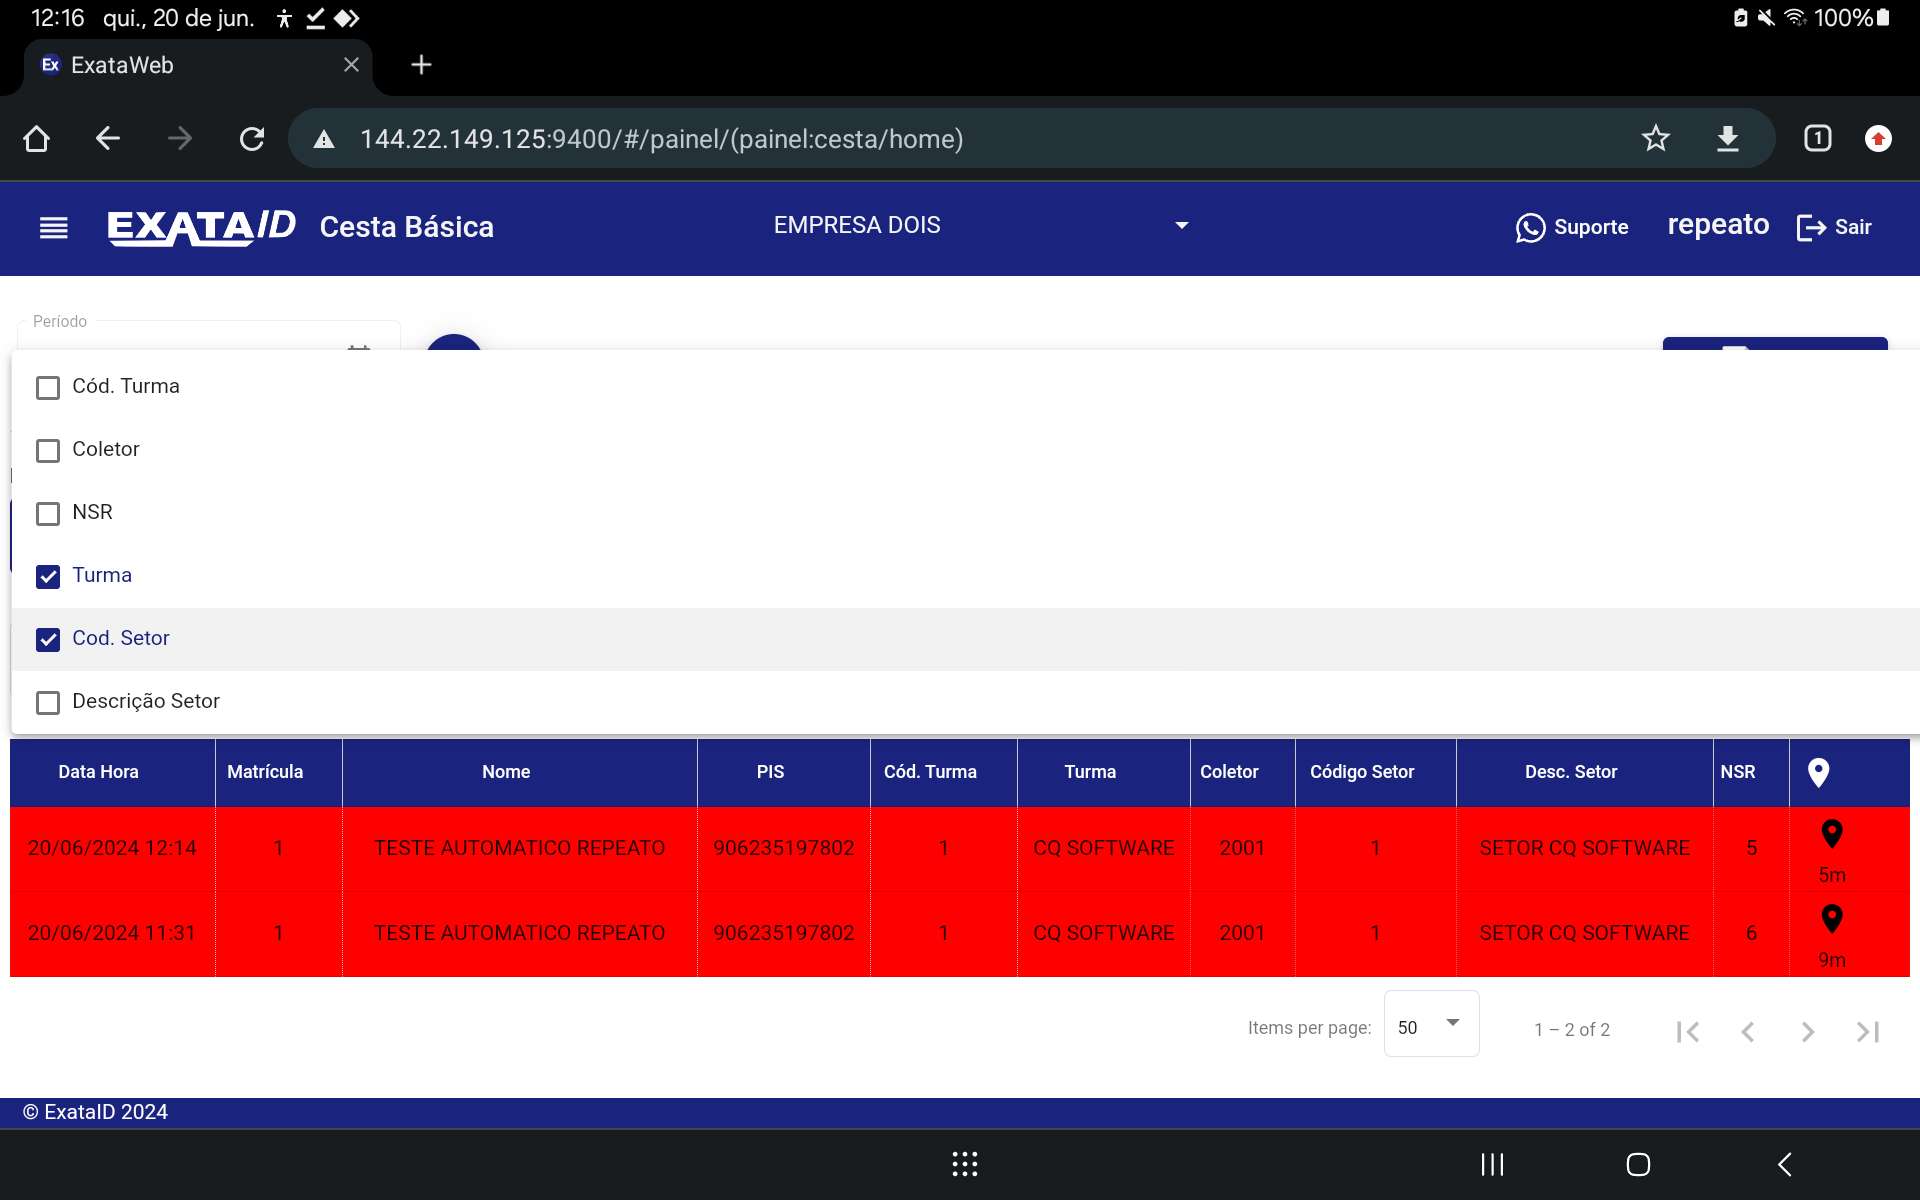 12:16 qui., 20 de jun. 100%
Ex ExataWeb
144.22.149.125:9400/#/painel/(painel:cesta/home) 1
EXATAID Cesta Básica EMPRESA DOIS Suporte repeato Sair
Período
Cód. Turma
Coletor
NSR
Turma
Cod. Setor
Descrição Setor
Data Hora Matrícula Nome PIS Cód. Turma Turma Coletor Código Setor Desc. Setor NSR
20/06/2024 12:14 1 TESTE AUTOMATICO REPEATO 906235197802 1 CQ SOFTWARE 2001 1 SETOR CQ SOFTWARE 5 5m
20/06/2024 11:31 1 TESTE AUTOMATICO REPEATO 906235197802 1 CQ SOFTWARE 2001 1 SETOR CQ SOFTWARE 6 9m
Items per page: 50 1 – 2 of 2
© ExataID 2024